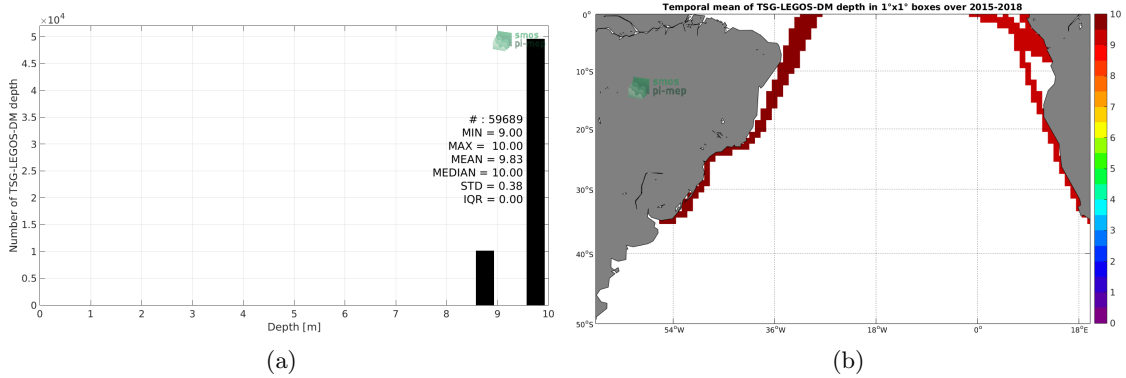 ×10⁴
5
4.5
4
3.5
3
2.5
2
1.5
1
0.5
0
Number of TSG-LEGOS-DM depth
smos
pi-mep
# : 59689
MIN = 9.00
MAX = 10.00
MEAN = 9.83
MEDIAN = 10.00
STD = 0.38
IQR = 0.00
0 1 2 3 4 5 6 7 8 9 10
Depth [m]
(a)
Temporal mean of TSG-LEGOS-DM depth in 1°x1° boxes over 2015-2018
0°
10°S
20°S
30°S
40°S
50°S
smos
pi-mep
54°W 36°W 18°W 0° 18°E
10
9
8
7
6
5
4
3
2
1
0
(b)